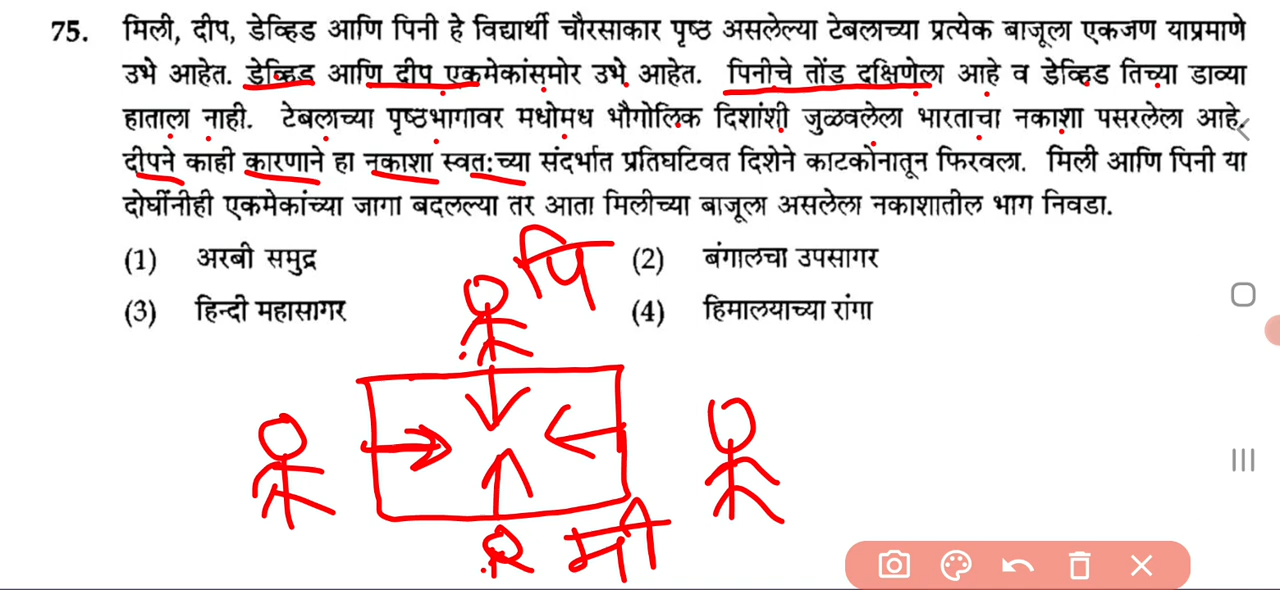 75. मिली, दीप, डेव्हिड आणि पिनी हे विद्यार्थी चौरसाकार पृष्ठ असलेल्या टेबलाच्या प्रत्येक बाजूला एकजण याप्रमाणे
उभे आहेत. डेव्हिड आणि दीप एकमेकांसमोर उभे आहेत. पिनीचे तोंड दक्षिणेला आहे व डेव्हिड तिच्या डाव्या
हाताला नाही. टेबलाच्या पृष्ठभागावर मधोमध भौगोलिक दिशांशी जुळवलेला भारताचा नकाशा पसरलेला आहे.
दीपने काही कारणाने हा नकाशा स्वत:च्या संदर्भात प्रतिघटिवत दिशेने काटकोनातून फिरवला. मिली आणि पिनी या
दोघींनीही एकमेकांच्या जागा बदलल्या तर आता मिलीच्या बाजूला असलेला नकाशातील भाग निवडा.
(1) अरबी समुद्र (2) बंगालचा उपसागर
(3) हिन्दी महासागर (4) हिमालयाच्या रांगा
पि
मी